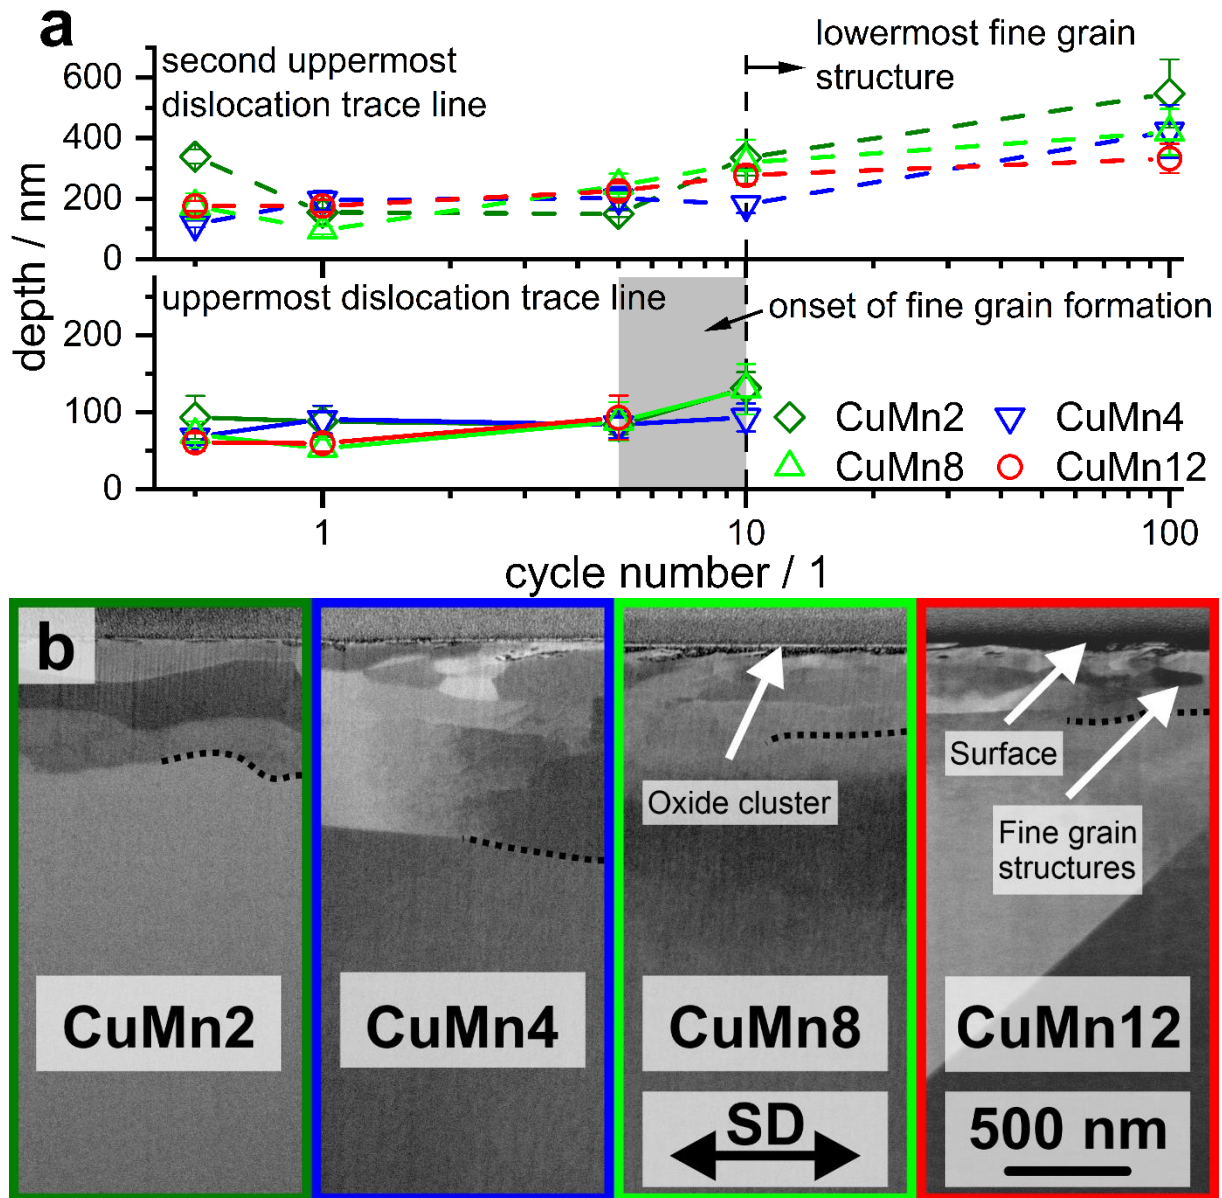 a
second uppermost
dislocation trace line
lowermost fine grain
structure
600
400
200
0
depth / nm
uppermost dislocation trace line
onset of fine grain formation
200
100
0
CuMn2
CuMn4
CuMn8
CuMn12
1
10
100
cycle number / 1
b
Oxide cluster
Surface
Fine grain
structures
CuMn2
CuMn4
CuMn8
CuMn12
SD
500 nm